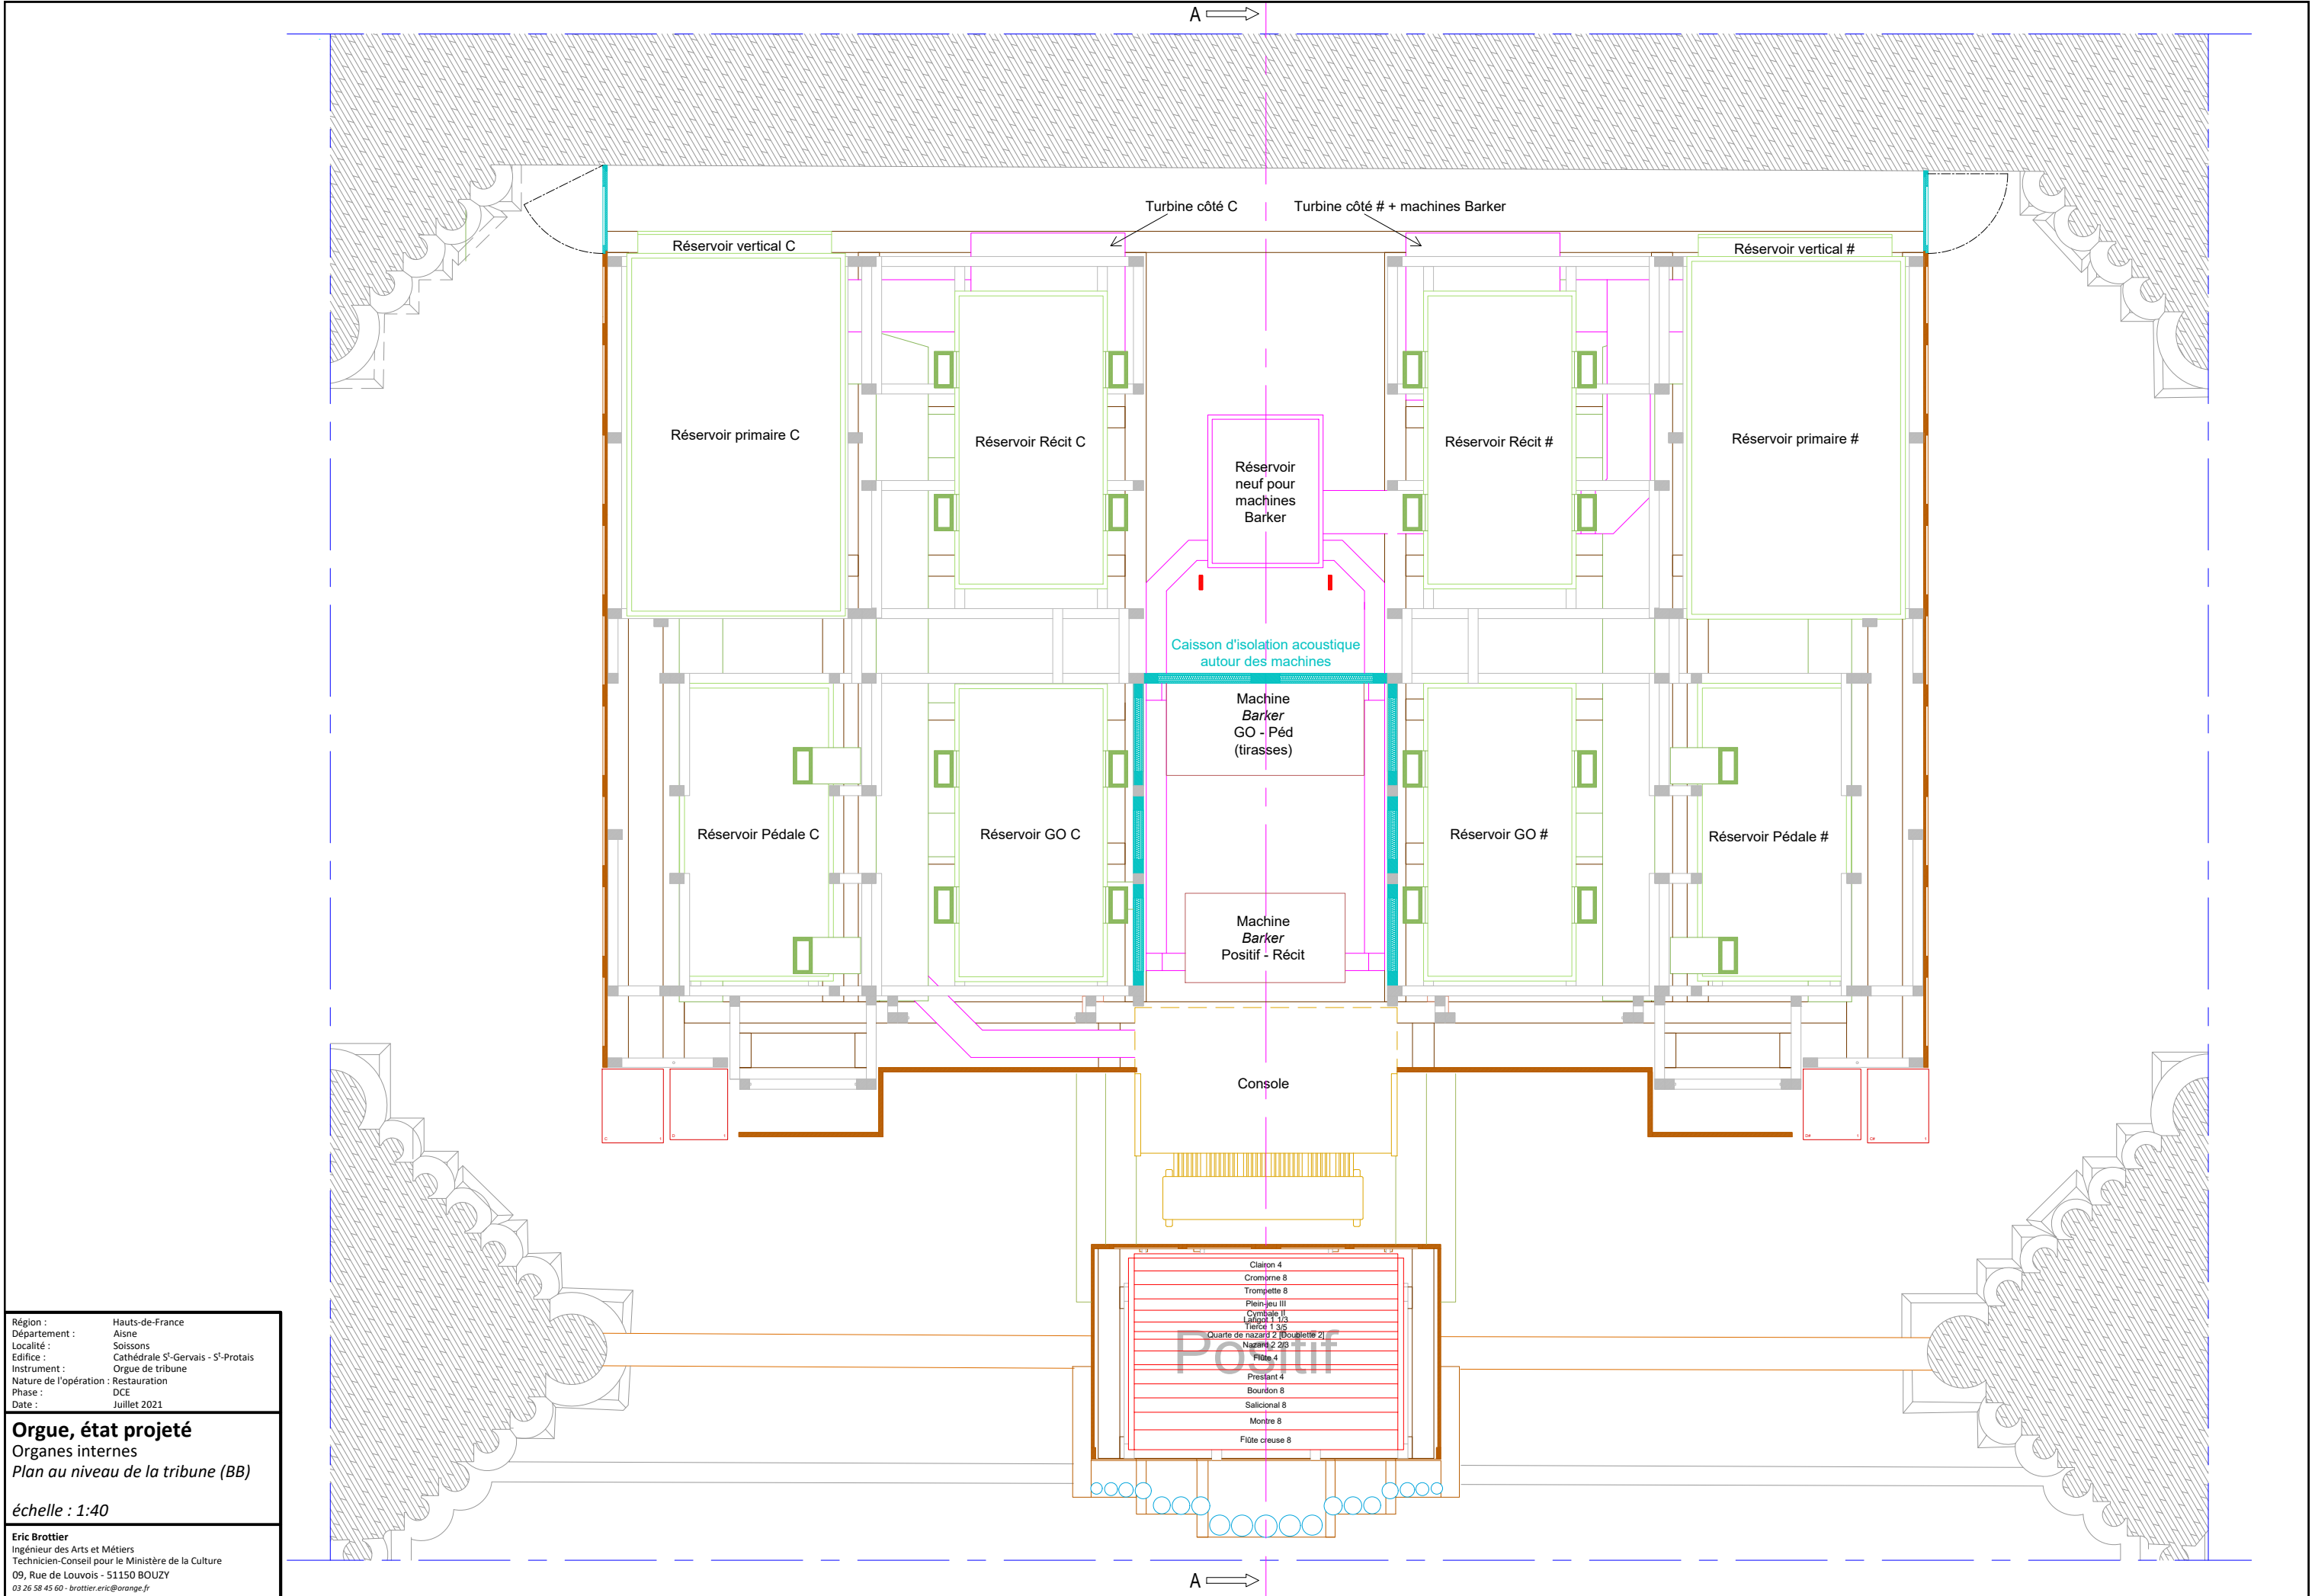 A
Turbine côté C
Turbine côté # + machines Barker
Réservoir vertical C
Réservoir vertical #
Réservoir primaire C
Réservoir Récit C
Réservoir
neuf pour
machines
Barker
Réservoir Récit #
Réservoir primaire #
Caisson d'isolation acoustique
autour des machines
Machine
Barker
GO - Péd
(tirasses)
Réservoir Pédale C
Réservoir GO C
Réservoir GO #
Réservoir Pédale #
Machine
Barker
Positif - Récit
Console
C 1
D 1
D# 1
C# 1
Clairon 4
Cromorne 8
Trompette 8
Plein-jeu III
Cymbale II
Larigot 1 1/3
Tierce 1 3/5
Quarte de nazard 2 [Doublette 2]
Nazard 2 2/3
Positif
Flûte 4
Prestant 4
Bourdon 8
Salicional 8
Montre 8
Flûte creuse 8
A
Région : Hauts-de-France
Département : Aisne
Localité : Soissons
Edifice : Cathédrale St-Gervais - St-Protais
Instrument : Orgue de tribune
Nature de l'opération : Restauration
Phase : DCE
Date : Juillet 2021
Orgue, état projeté
Organes internes
Plan au niveau de la tribune (BB)
échelle : 1:40
Eric Brottier
Ingénieur des Arts et Métiers
Technicien-Conseil pour le Ministère de la Culture
09, Rue de Louvois - 51150 BOUZY
03 26 58 45 60 - brottier.eric@orange.fr